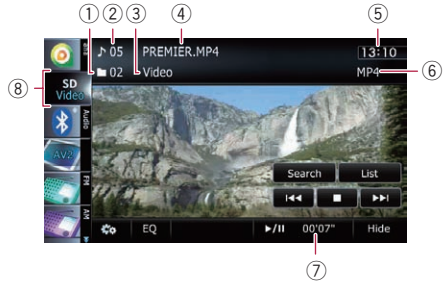 ① ② ③ ④ ⑤
♪ 05 PREMIER.MP4 13:10
02 Video MP4 ⑥
⑧ SD
Video
Audio
AV2
FM
AM
Search List
EQ ►/II 00'07" Hide
⑦